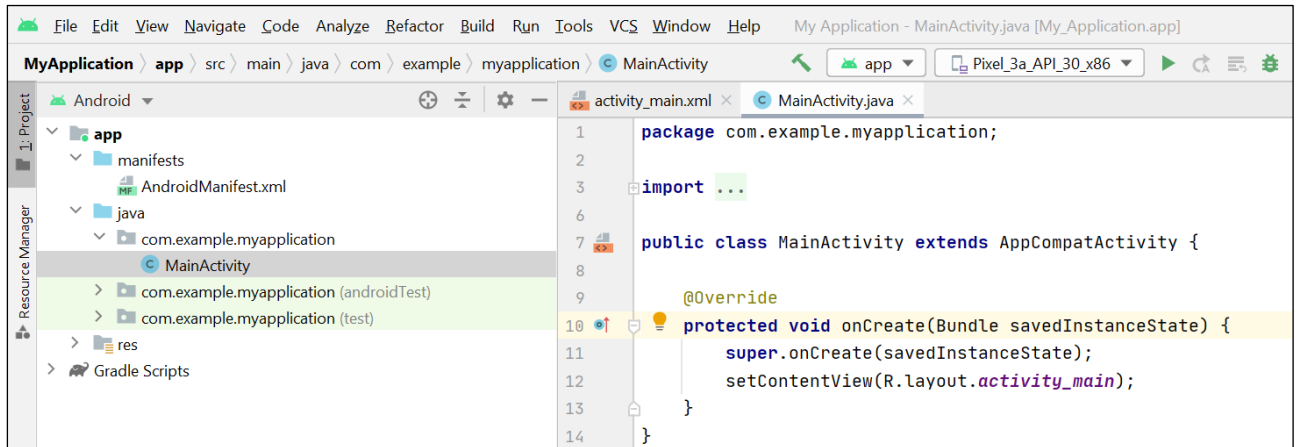 File Edit View Navigate Code Analyze Refactor Build Run Tools VCS Window Help My Application - MainActivity.java [My_Application.app]
MyApplication app src main java com example myapplication C MainActivity app Pixel_3a_API_30_x86
1: Project
Resource Manager
Android
app
manifests
MF AndroidManifest.xml
java
com.example.myapplication
C MainActivity
com.example.myapplication (androidTest)
com.example.myapplication (test)
res
Gradle Scripts
activity_main.xml C MainActivity.java
1 package com.example.myapplication;
2
3 import ...
6
7 public class MainActivity extends AppCompatActivity {
8
9 @Override
10 protected void onCreate(Bundle savedInstanceState) {
11 super.onCreate(savedInstanceState);
12 setContentView(R.layout.activity_main);
13 }
14 }